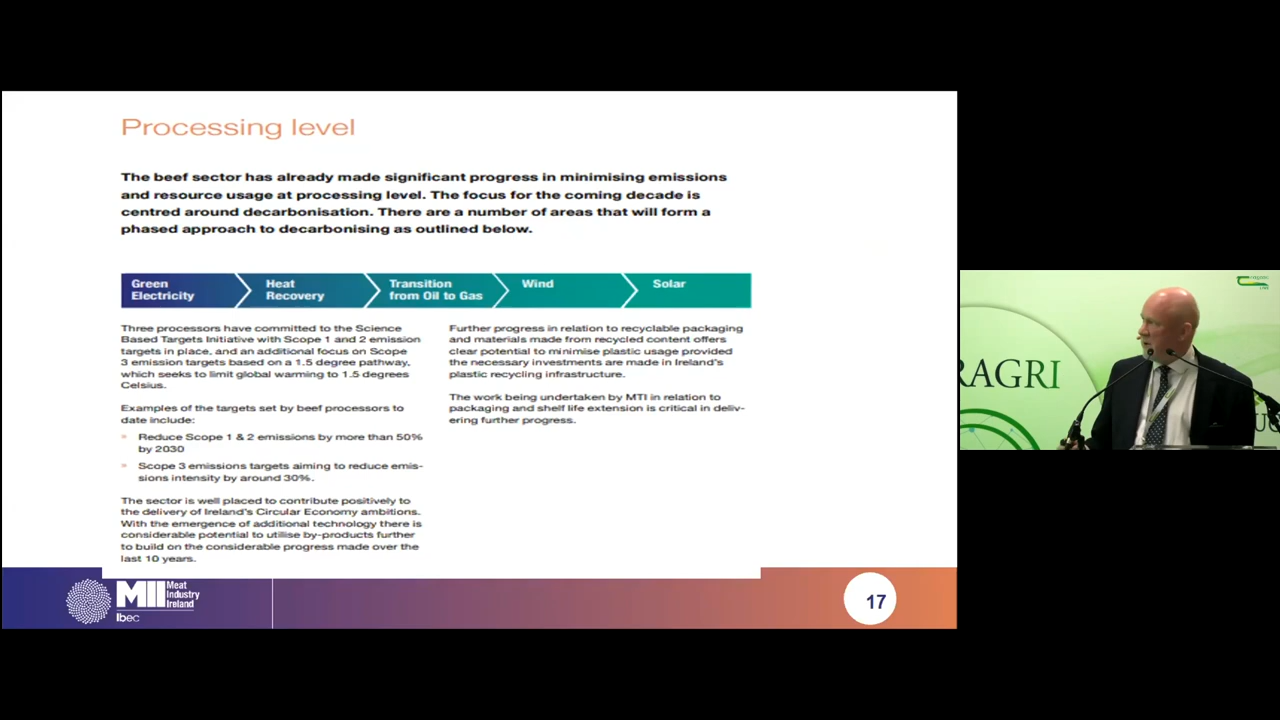 Processing level
The beef sector has already made significant progress in minimising emissions
and resource usage at processing level. The focus for the coming decade is
centred around decarbonisation. There are a number of areas that will form a
phased approach to decarbonising as outlined below.
Green
Electricity
Heat
Recovery
Transition
from Oil to Gas
Wind
Solar
Three processors have committed to the Science
Based Targets Initiative with Scope 1 and 2 emission
targets in place, and an additional focus on Scope
3 emission targets based on a 1.5 degree pathway,
which seeks to limit global warming to 1.5 degrees
Celsius.
Examples of the targets set by beef processors to
date include:
» Reduce Scope 1 & 2 emissions by more than 50%
by 2030
» Scope 3 emissions targets aiming to reduce emis-
sions intensity by around 30%.
The sector is well placed to contribute positively to
the delivery of Ireland's Circular Economy ambitions.
With the emergence of additional technology there is
considerable potential to utilise by-products further
to build on the considerable progress made over the
last 10 years.
Further progress in relation to recyclable packaging
and materials made from recycled content offers
clear potential to minimise plastic usage provided
the necessary investments are made in Ireland's
plastic recycling infrastructure.
The work being undertaken by MTI in relation to
packaging and shelf life extension is critical in deliv-
ering further progress.
MII
Meat
Industry
Ireland
Ibec
17
RAGRI